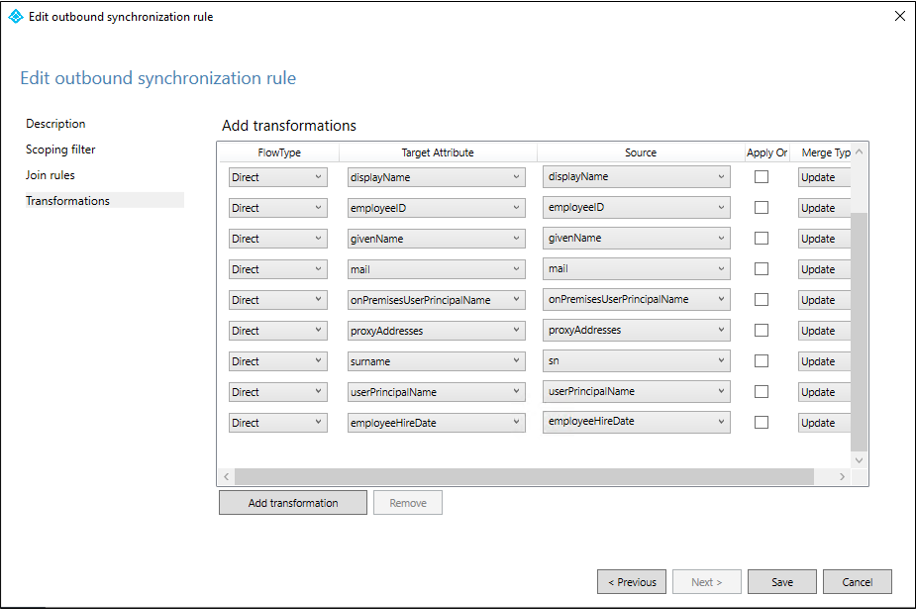 Edit outbound synchronization rule
Edit outbound synchronization rule
Description
Scoping filter
Join rules
Transformations
Add transformations
FlowType Target Attribute Source Apply Or Merge Typ
Direct displayName displayName Update
Direct employeeID employeeID Update
Direct givenName givenName Update
Direct mail mail Update
Direct onPremisesUserPrincipalName onPremisesUserPrincipalName Update
Direct proxyAddresses proxyAddresses Update
Direct surname sn Update
Direct userPrincipalName userPrincipalName Update
Direct employeeHireDate employeeHireDate Update
Add transformation Remove
< Previous Next > Save Cancel